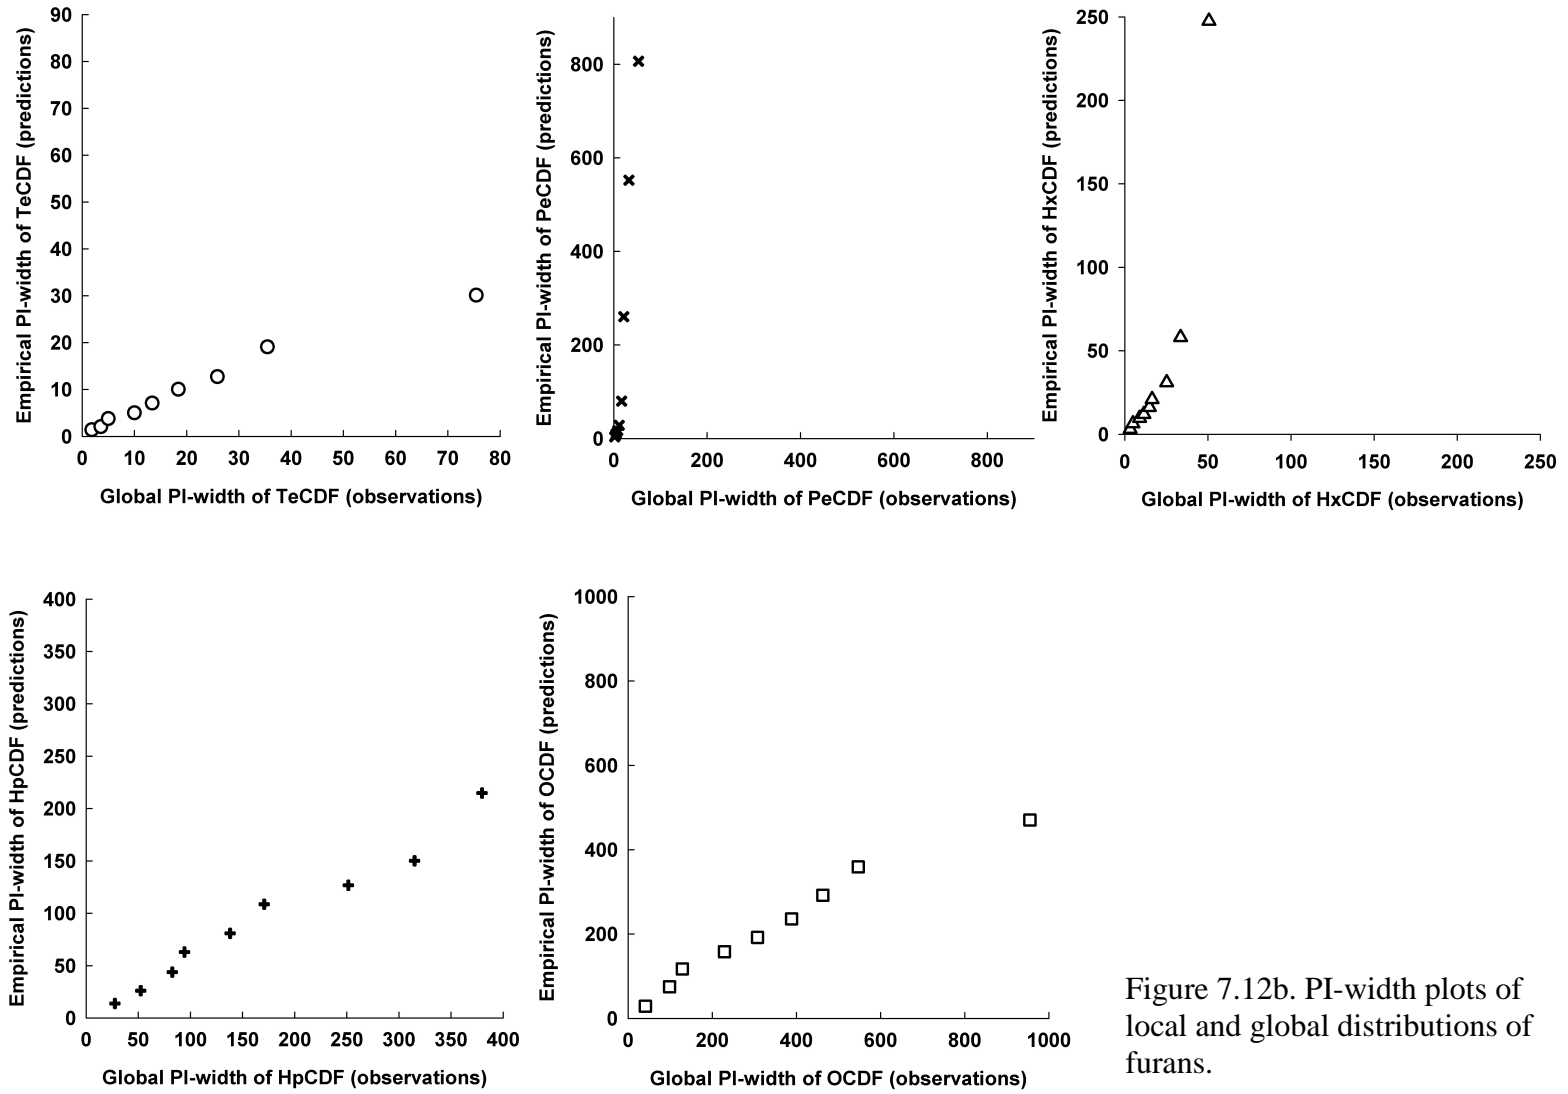 90
80
70
60
50
40
30
20
10
0
Empirical PI-width of TeCDF (predictions)
0 10 20 30 40 50 60 70 80
Global PI-width of TeCDF (observations)
800
600
400
200
0
Empirical PI-width of PeCDF (predictions)
0 200 400 600 800
Global PI-width of PeCDF (observations)
250
200
150
100
50
0
Empirical PI-width of HxCDF (predictions)
0 50 100 150 200 250
Global PI-width of HxCDF (observations)
400
350
300
250
200
150
100
50
0
Empirical PI-width of HpCDF (predictions)
0 50 100 150 200 250 300 350 400
Global PI-width of HpCDF (observations)
1000
800
600
400
200
0
Empirical PI-width of OCDF (predictions)
0 200 400 600 800 1000
Global PI-width of OCDF (observations)
Figure 7.12b. PI-width plots of
local and global distributions of
furans.